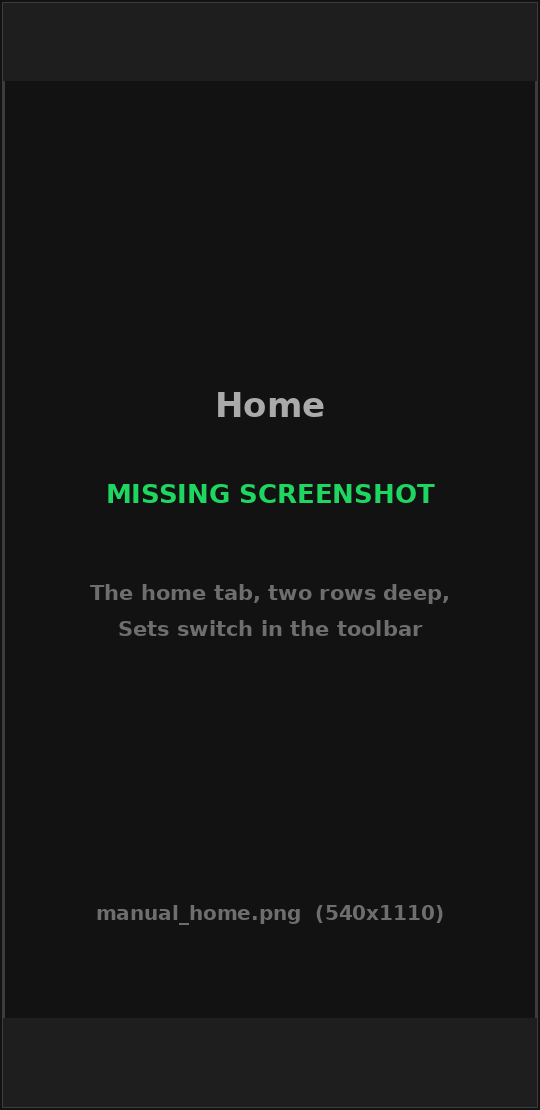 Home
MISSING SCREENSHOT
The home tab, two rows deep,
Sets switch in the toolbar
manual_home.png (540x1110)